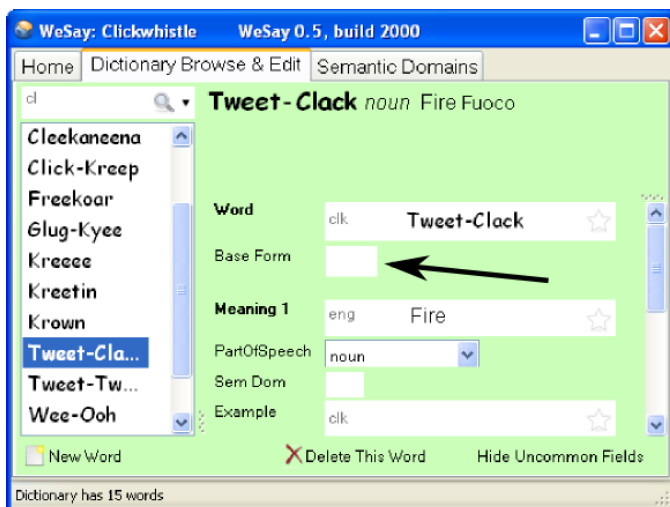 WeSay: Clickwhistle WeSay 0.5, build 2000
Home Dictionary Browse & Edit Semantic Domains
cl
Tweet-Clack noun Fire Fuoco
Cleekaneena
Click-Kreep
Freekoar
Glug-Kyee
Kreeee
Kreetin
Krown
Tweet-Cla...
Tweet-Tw...
Wee-Ooh
Word clk Tweet-Clack
Base Form
Meaning 1 eng Fire
PartOfSpeech noun
Sem Dom
Example clk
New Word Delete This Word Hide Uncommon Fields
Dictionary has 15 words